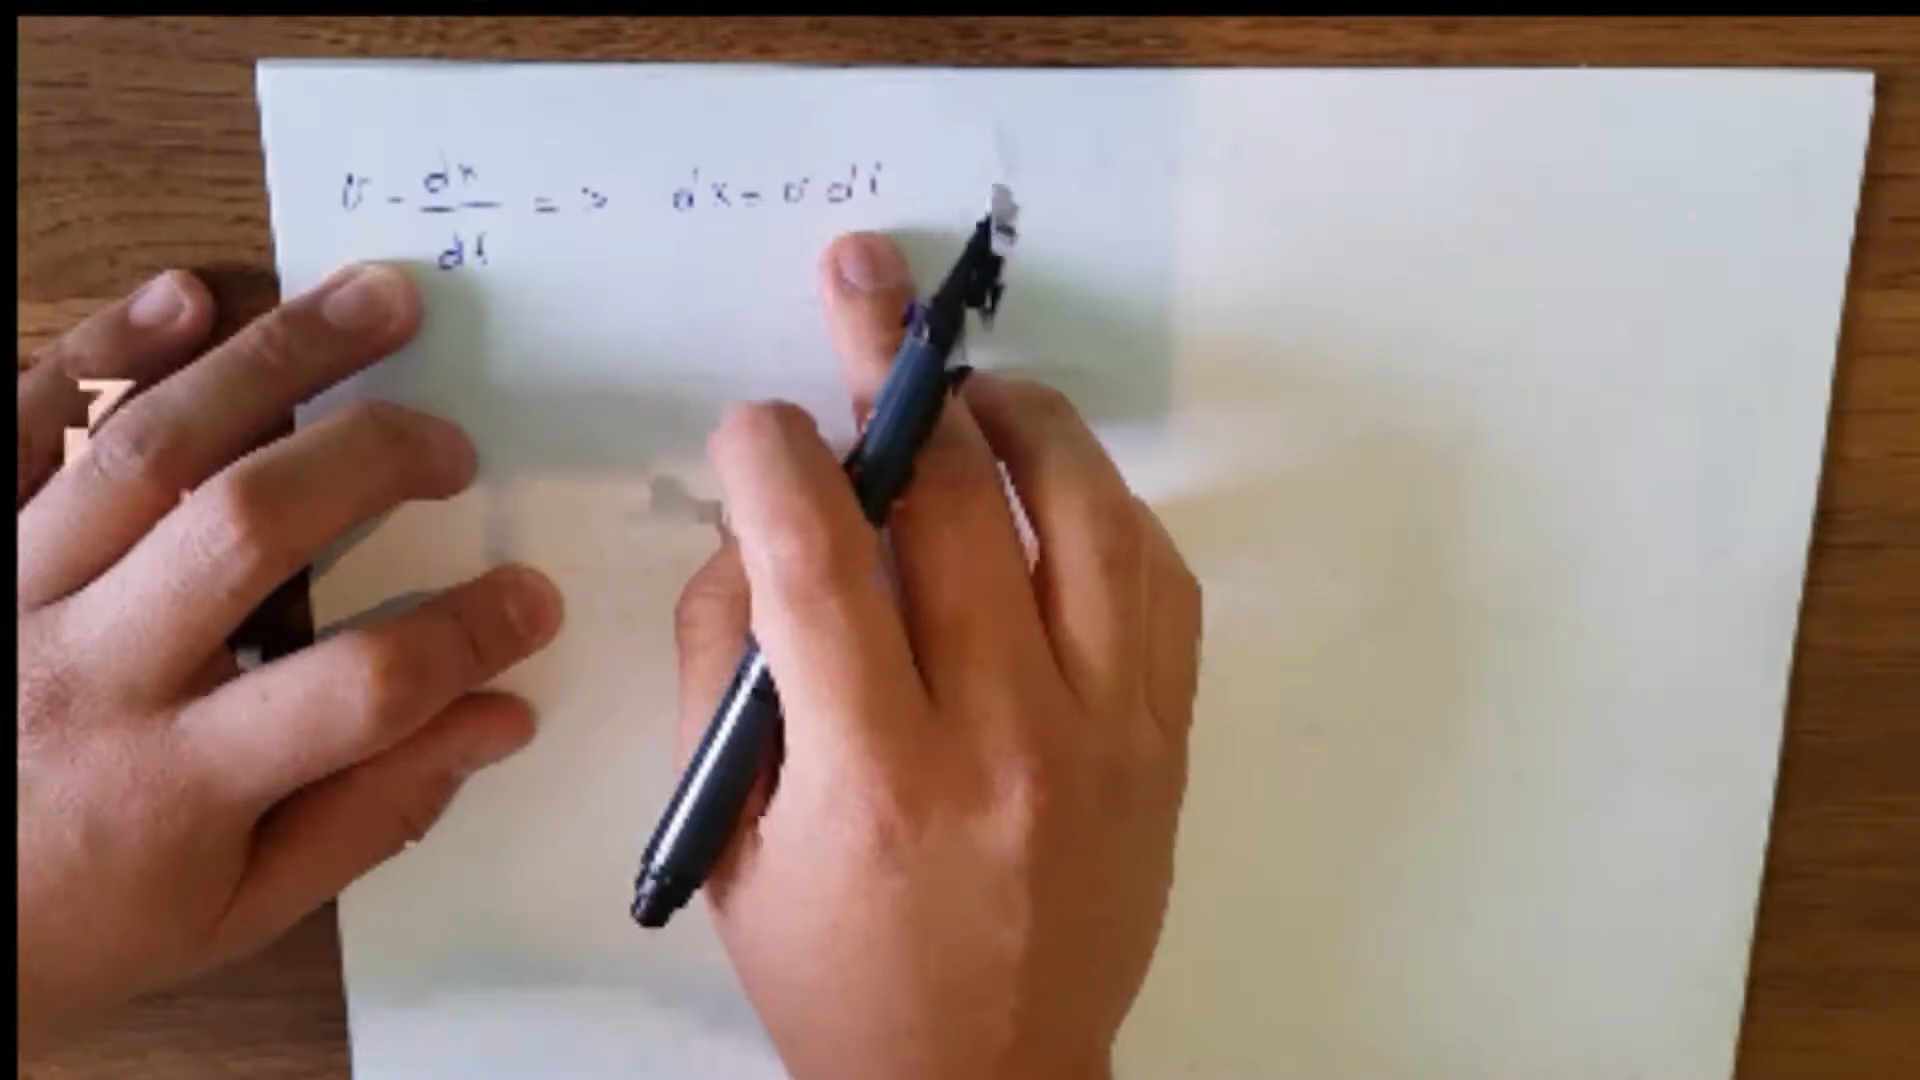 v = dx/dt => dx = v dt